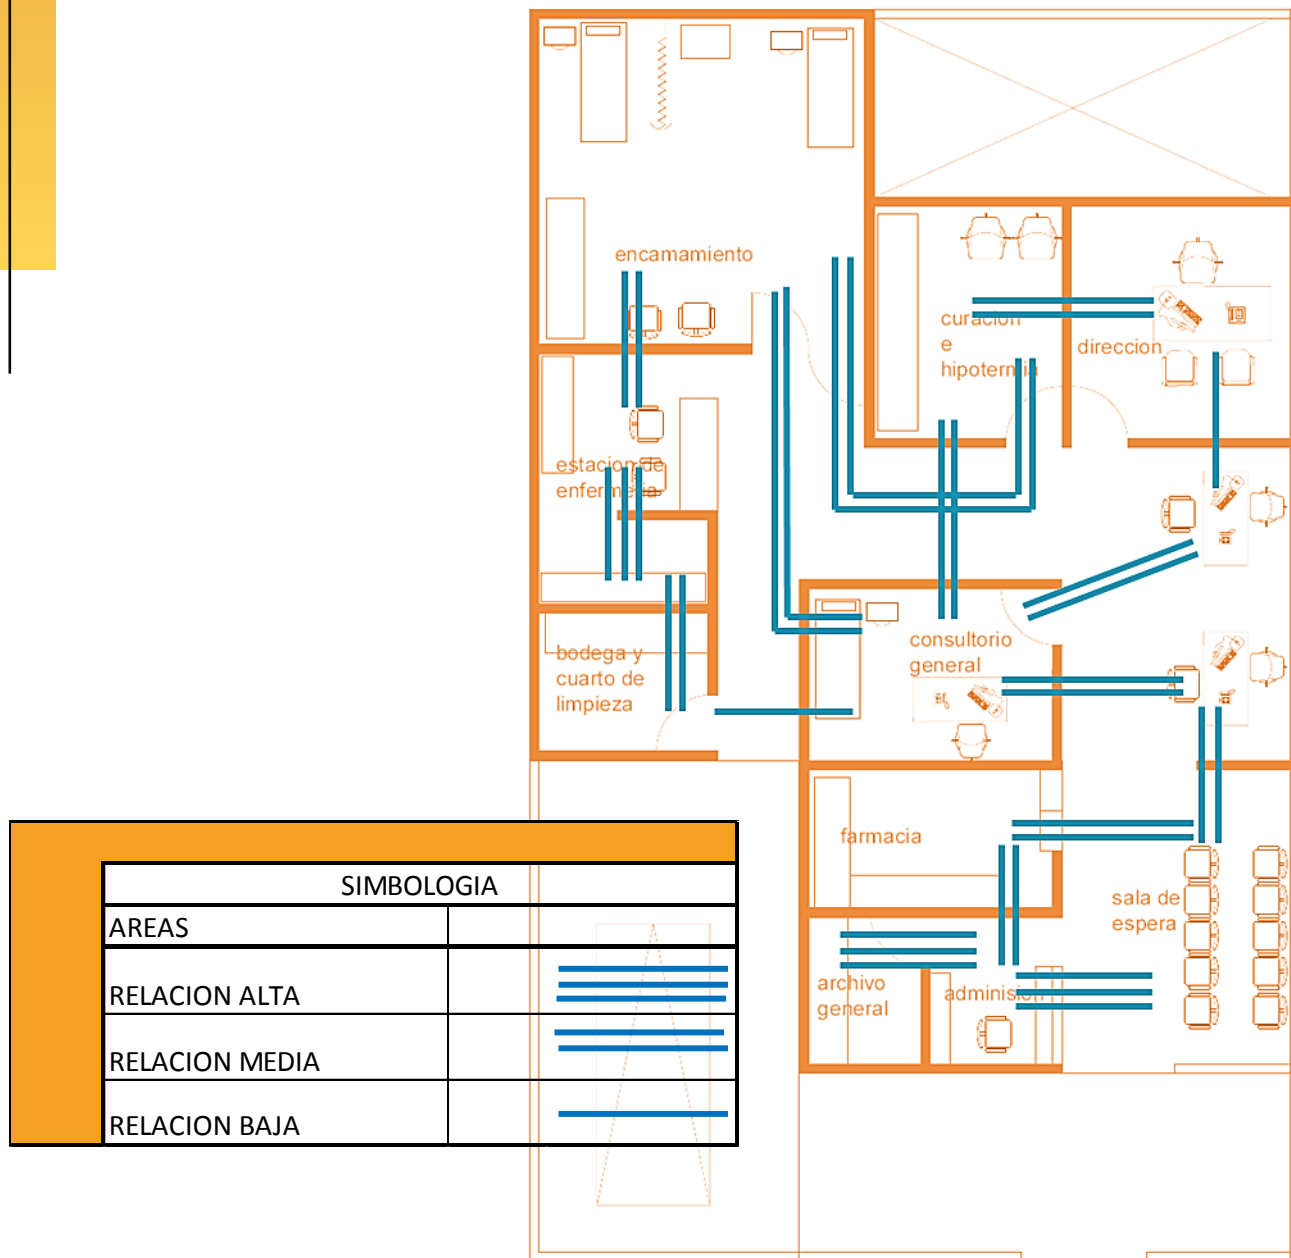 encamamiento
curacion
e
hipotermia
direccion
estacion de
enfermeria
consultorio
general
bodega y
cuarto de
limpieza
farmacia
sala de
espera
archivo
general
adminision
SIMBOLOGIA
AREAS
RELACION ALTA
RELACION MEDIA
RELACION BAJA